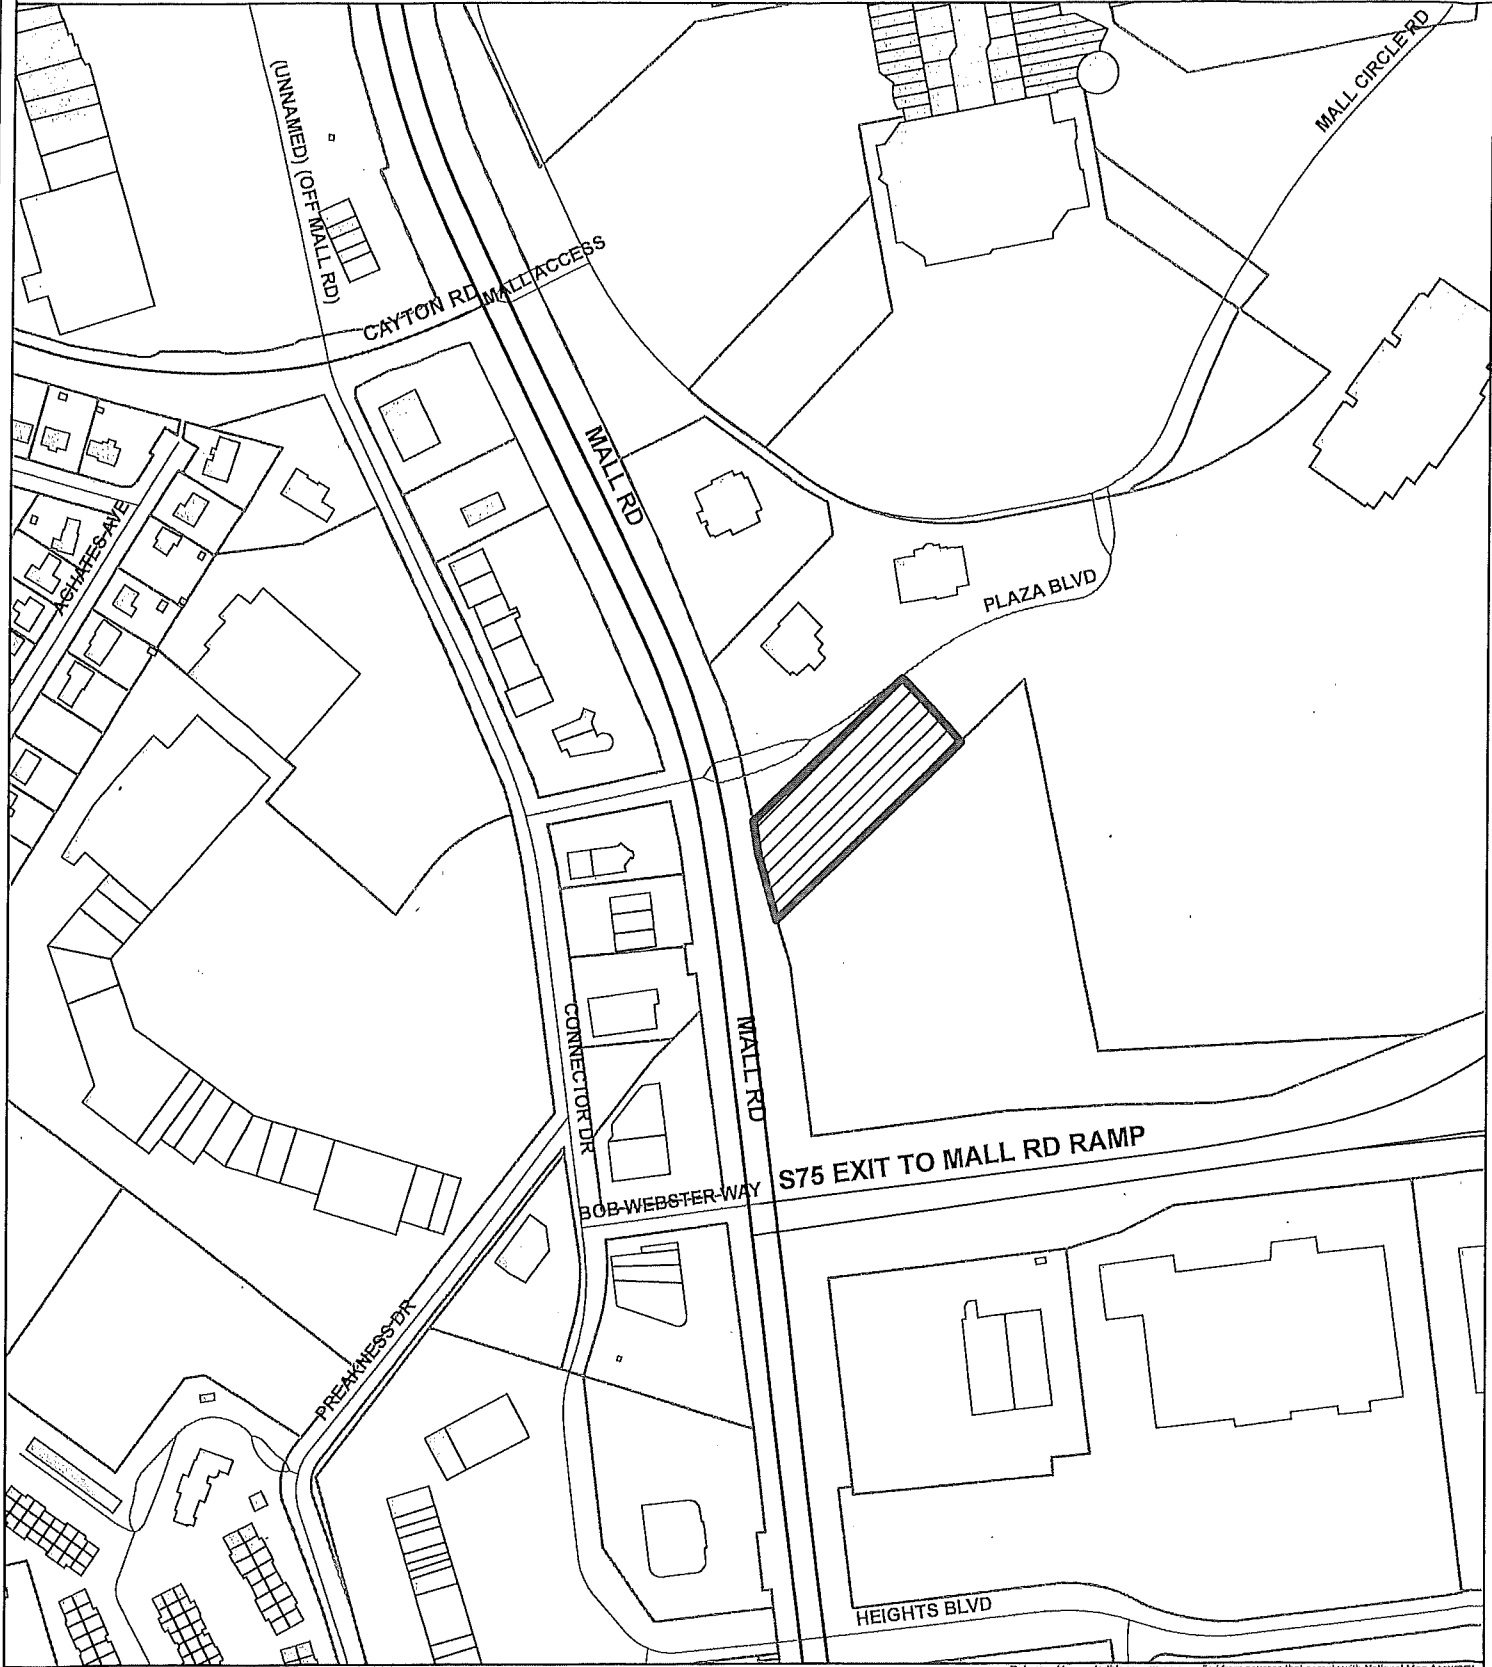 MALL CIRCLE RD
(UNNAMED) (OFF MALL RD)
MALL ACCESS
CAYTON RD
MALL RD
ACHATES AVE
PLAZA BLVD
CONNECTOR DR
MALL RD
S75 EXIT TO MALL RD RAMP
BOB WEBSTER WAY
PREAKNESS DR
HEIGHTS BLVD